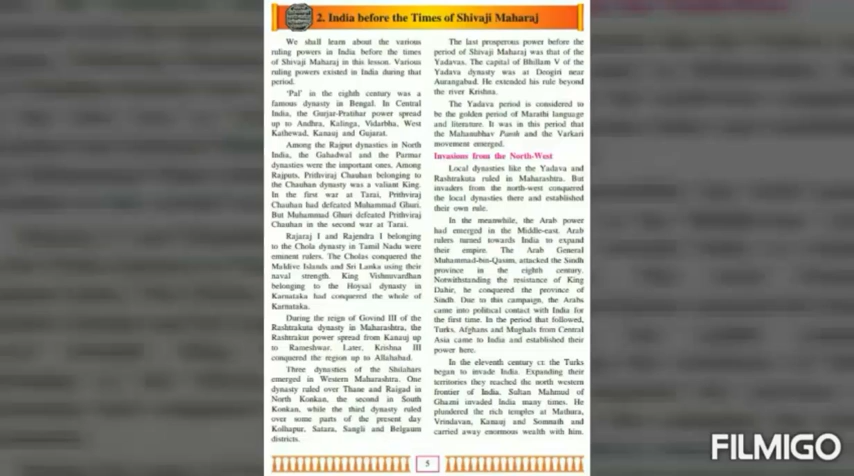 2. India before the Times of Shivaji Maharaj
We shall learn about the various
ruling powers in India before the times
of Shivaji Maharaj in this lesson. Various
ruling powers existed in India during that
period.
'Pal' in the eighth century was a
famous dynasty in Bengal. In Central
India, the Gurjar-Pratihar power spread
up to Andhra, Kalinga, Vidarbha, West
Kathewad, Kanauj and Gujarat.
Among the Rajput dynasties in North
India, the Gahadwal and the Parmar
dynasties were the important ones. Among
Rajputs, Prithviraj Chauhan belonging to
the Chauhan dynasty was a valiant King.
In the first war at Tarai, Prithviraj
Chauhan had defeated Muhammad Ghuri.
But Muhammad Ghuri defeated Prithviraj
Chauhan in the second war at Tarai.
Rajaraj I and Rajendra I belonging
to the Chola dynasty in Tamil Nadu were
eminent rulers. The Cholas conquered the
Maldive Islands and Sri Lanka using their
naval strength. King Vishnuvardhan
belonging to the Hoysal dynasty in
Karnataka had conquered the whole of
Karnataka.
During the reign of Govind III of the
Rashtrakuta dynasty in Maharashtra, the
Rashtrakut power spread from Kanauj up
to Rameshwar. Later, Krishna III
conquered the region up to Allahabad.
Three dynasties of the Shilahars
emerged in Western Maharashtra. One
dynasty ruled over Thane and Raigad in
North Konkan, the second in South
Konkan, while the third dynasty ruled
over some parts of the present day
Kolhapur, Satara, Sangli and Belgaum
districts.
The last prosperous power before the
period of Shivaji Maharaj was that of the
Yadavas. The capital of Bhillam V of the
Yadava dynasty was at Deogiri near
Aurangabad. He extended his rule beyond
the river Krishna.
The Yadava period is considered to
be the golden period of Marathi language
and literature. It was in this period that
the Mahanubhav Panth and the Varkari
movement emerged.
Invasions from the North-West
Local dynasties like the Yadava and
Rashtrakuta ruled in Maharashtra. But
invaders from the north-west conquered
the local dynasties there and established
their own rule.
In the meanwhile, the Arab power
had emerged in the Middle-east. Arab
rulers turned towards India to expand
their empire. The Arab General
Muhammad-bin-Qasim, attacked the Sindh
province in the eighth century.
Notwithstanding the resistance of King
Dahir, he conquered the province of
Sindh. Due to this campaign, the Arabs
came into political contact with India for
the first time. In the period that followed,
Turks, Afghans and Mughals from Central
Asia came to India and established their
power here.
In the eleventh century CE the Turks
began to invade India. Expanding their
territories they reached the north western
frontier of India. Sultan Mahmud of
Ghazni invaded India many times. He
plundered the rich temples at Mathura,
Vrindavan, Kanauj and Somnath and
carried away enormous wealth with him.
5
FILMIGO